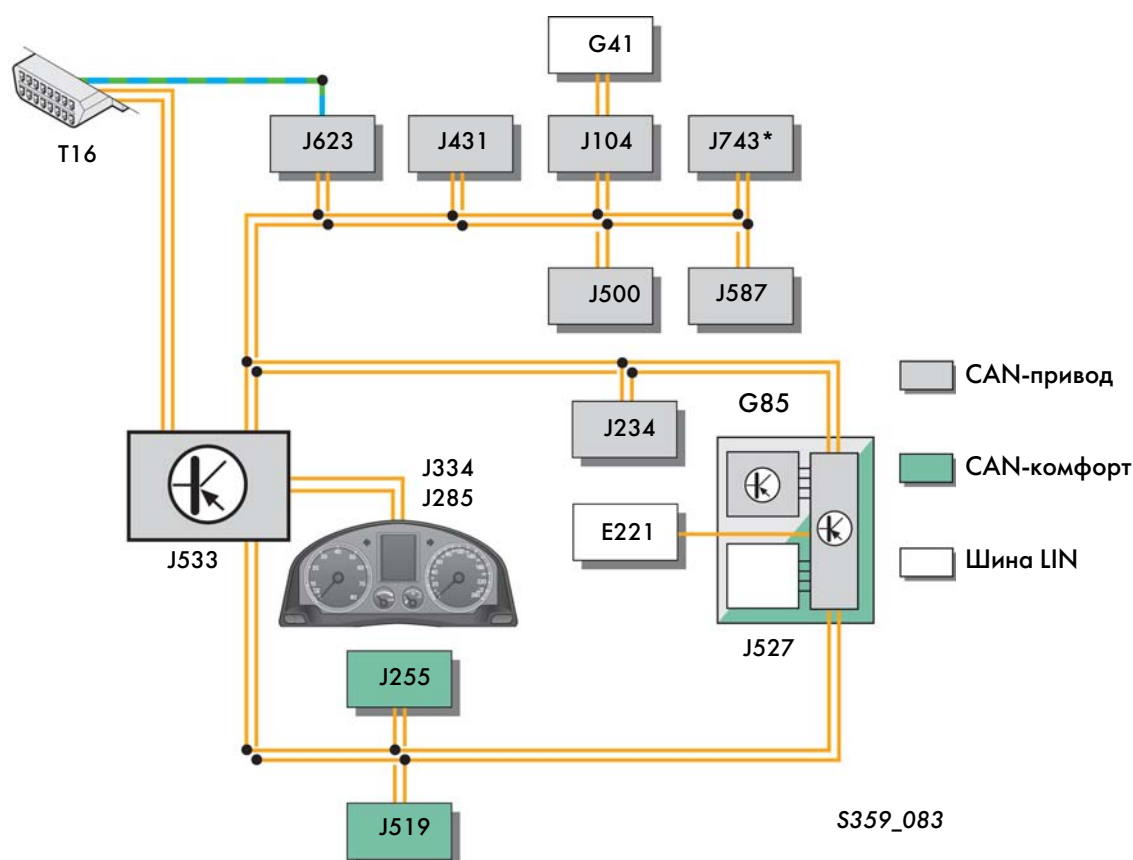 G41
T16
J623
J431
J104
J743*
J500
J587
CAN-привод
G85
J234
CAN-комфорт
J334
J285
E221
Шина LIN
J533
J527
J255
J519
S359_083